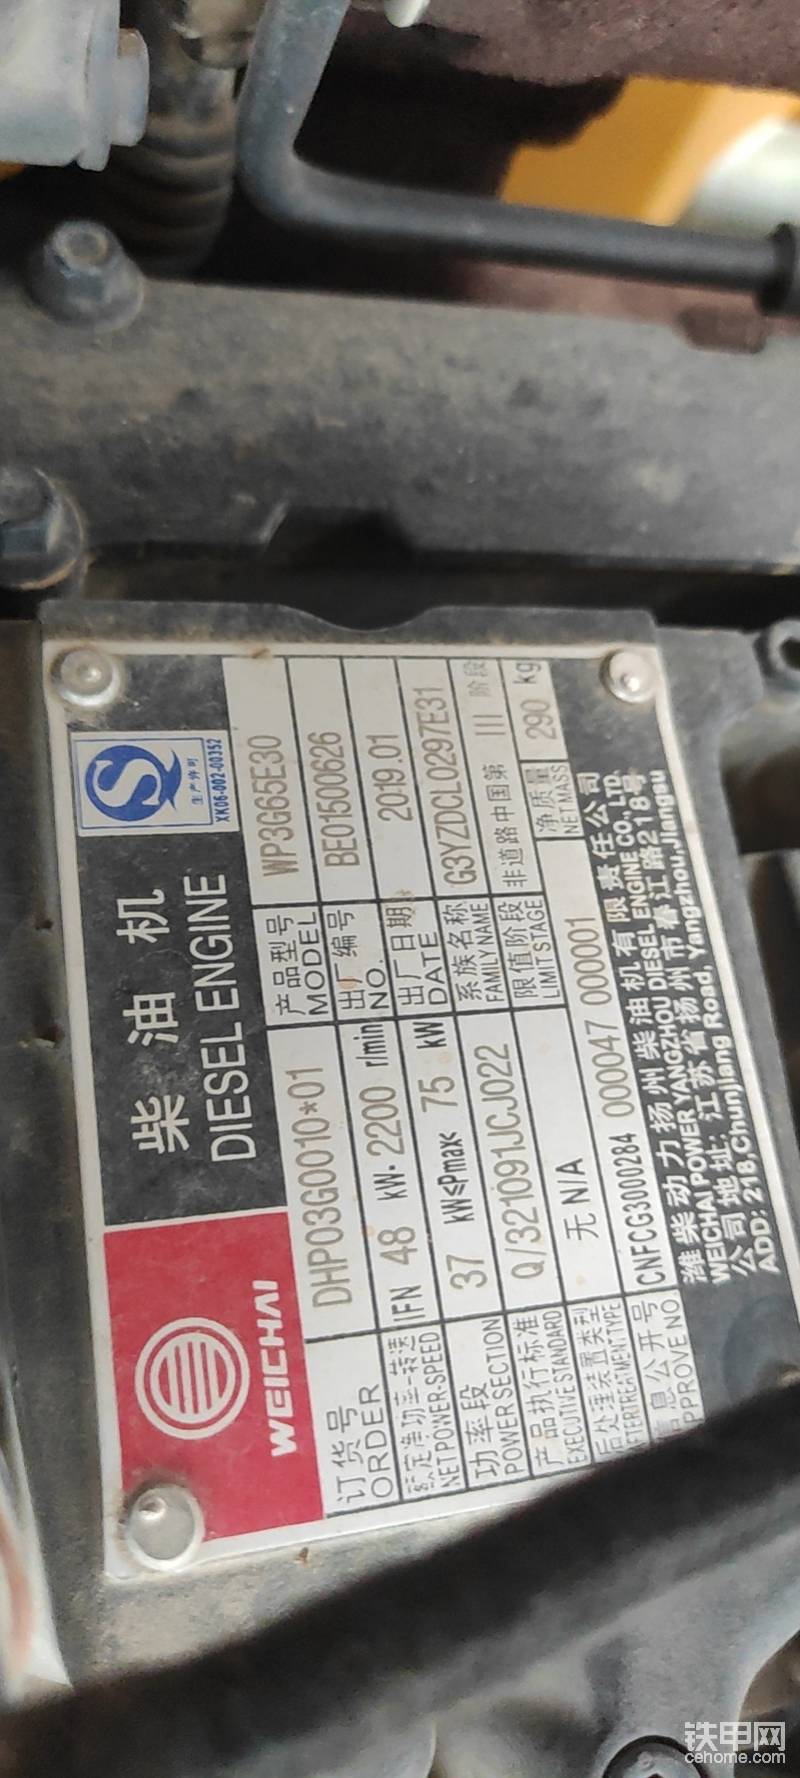 WEICHAI
柴油机
DIESEL ENGINE
生产许可
XK06-002-00352
订货号 ORDER DHP03G0010*01 产品型号 MODEL WP3G65E30
额定净功率-转速 NET POWER-SPEED IFN 48 kW- 2200 r/min 出厂编号 NO. BE01500626
功率段 POWER SECTION 37 kW≤Pmax< 75 kW 出厂日期 DATE 2019.01
产品执行标准 EXECUTIVE STANDARD Q/321091JCJ022 系族名称 FAMILY NAME G3YZDCL0297E31
后处理装置类型 AFTERTREATMENT TYPE 无 N/A 限值阶段 LIMIT STAGE 非道路中国第 III 阶段
信息公开号 APPROVE NO CNFCG3000284 000047 000001 净质量 NET MASS 290 kg
潍柴动力扬州柴油机有限责任公司
WEICHAI POWER YANGZHOU DIESEL ENGINE CO., LTD.
公司地址: 江苏省扬州市春江路218号
ADD: 218,Chunjiang Road, Yangzhou,Jiangsu
铁甲网
cehome.com